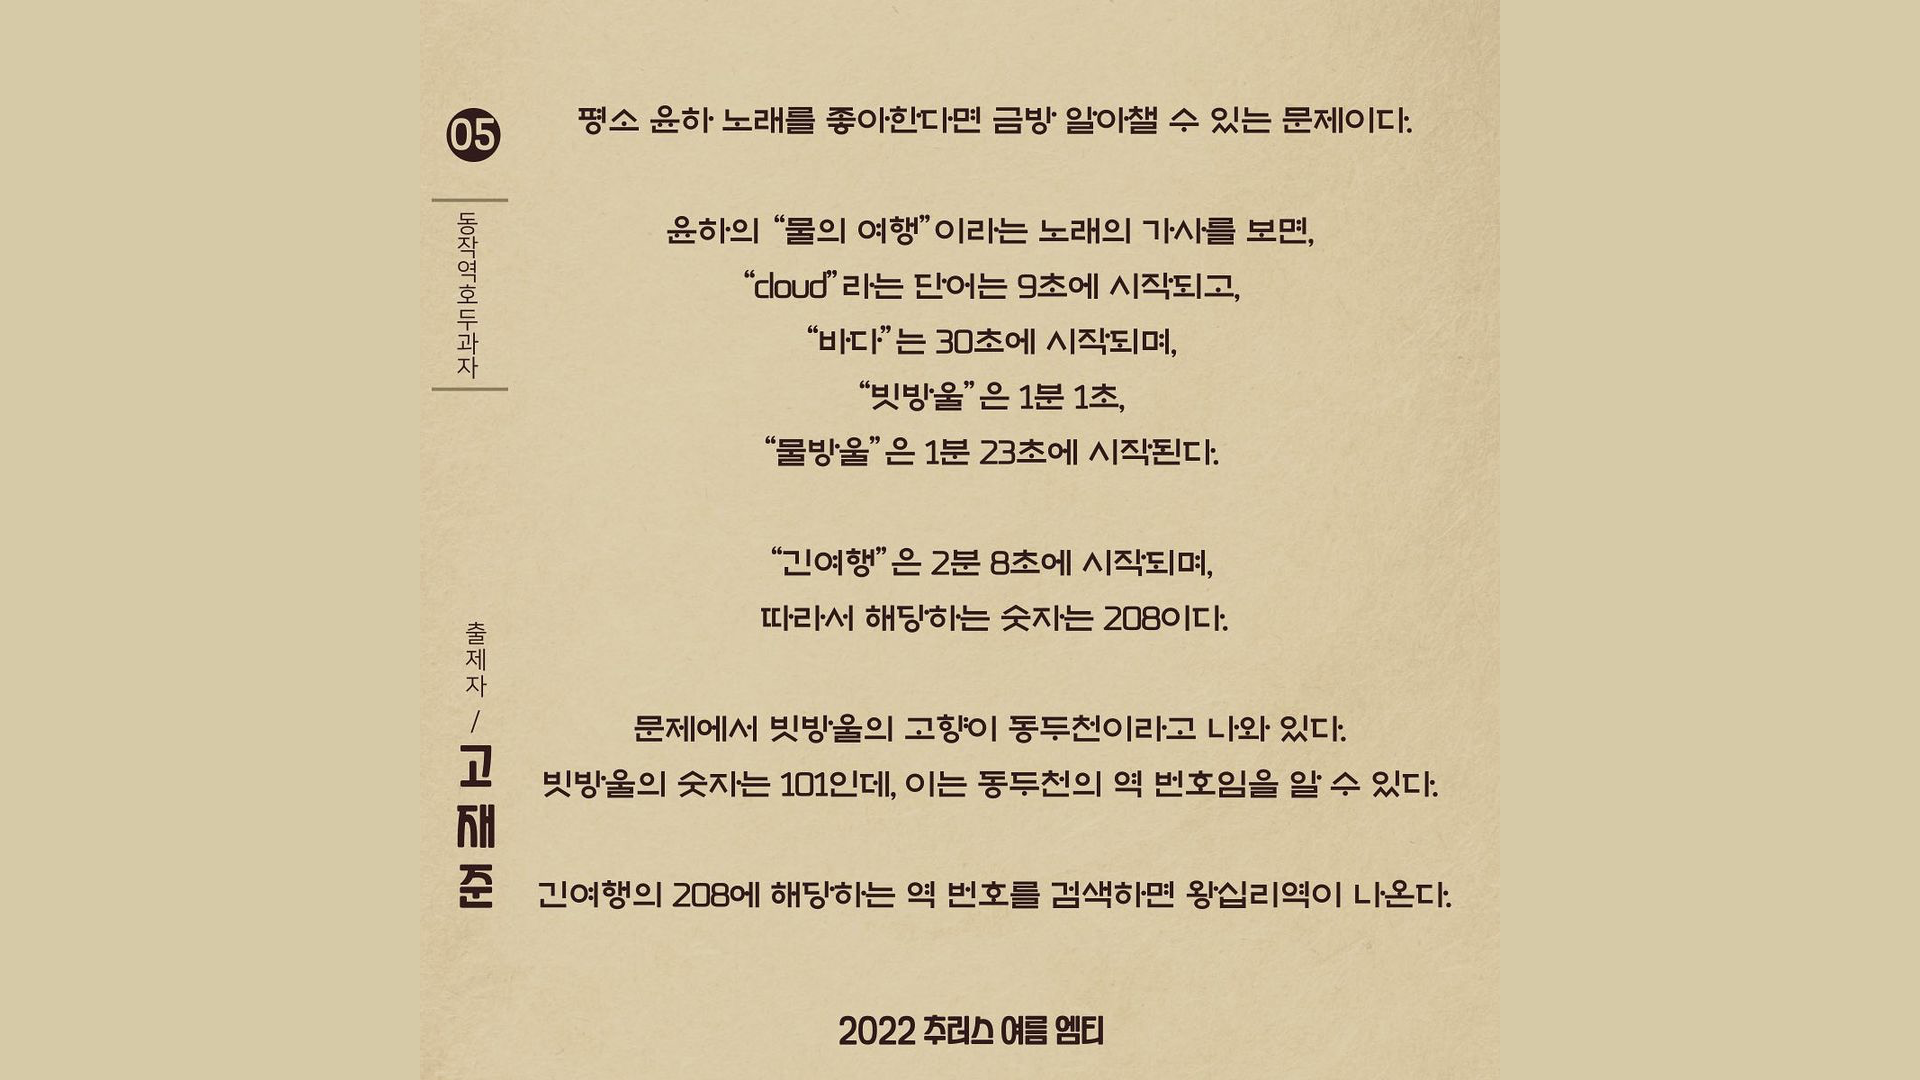 05
동작역호두과자
출제자 / 고재준
평소 윤하 노래를 좋아한다면 금방 알아챌 수 있는 문제이다.
윤하의 “물의 여행”이라는 노래의 가사를 보면,
“cloud”라는 단어는 9초에 시작되고,
“바다”는 30초에 시작되며,
“빗방울”은 1분 1초,
“물방울”은 1분 23초에 시작된다.
“긴여행”은 2분 8초에 시작되며,
따라서 해당하는 숫자는 208이다.
문제에서 빗방울의 고향이 동두천이라고 나와 있다.
빗방울의 숫자는 101인데, 이는 동두천의 역 번호임을 알 수 있다.
긴여행의 208에 해당하는 역 번호를 검색하면 왕십리역이 나온다.
2022 추러스 여름 엠티